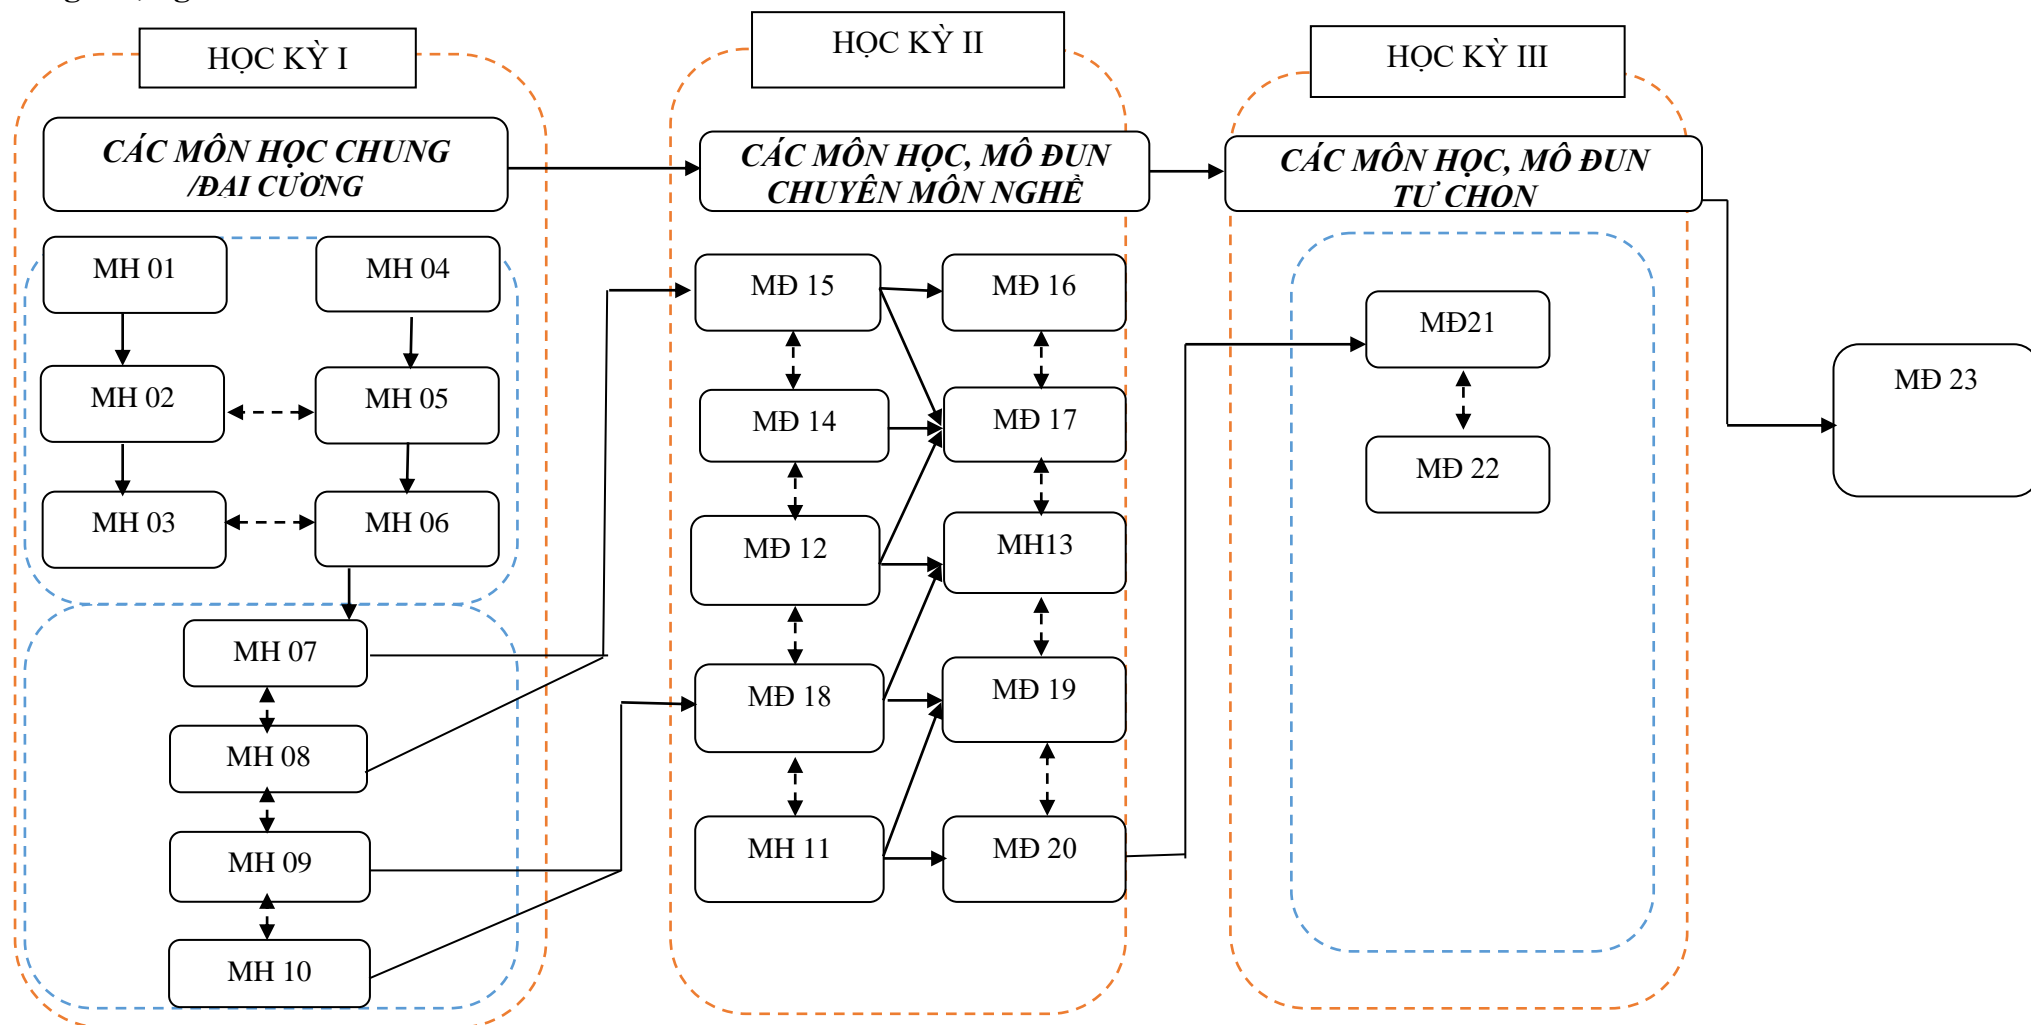 HỌC KỲ I
HỌC KỲ II
HỌC KỲ III
CÁC MÔN HỌC CHUNG
/ĐẠI CƯƠNG
CÁC MÔN HỌC, MÔ ĐUN
CHUYÊN MÔN NGHỀ
CÁC MÔN HỌC, MÔ ĐUN
TỰ CHỌN
MH 01
MH 04
MH 02
MH 05
MH 03
MH 06
MH 07
MH 08
MH 09
MH 10
MĐ 15
MĐ 16
MĐ 14
MĐ 17
MĐ 12
MH13
MĐ 18
MĐ 19
MH 11
MĐ 20
MĐ21
MĐ 22
MĐ 23